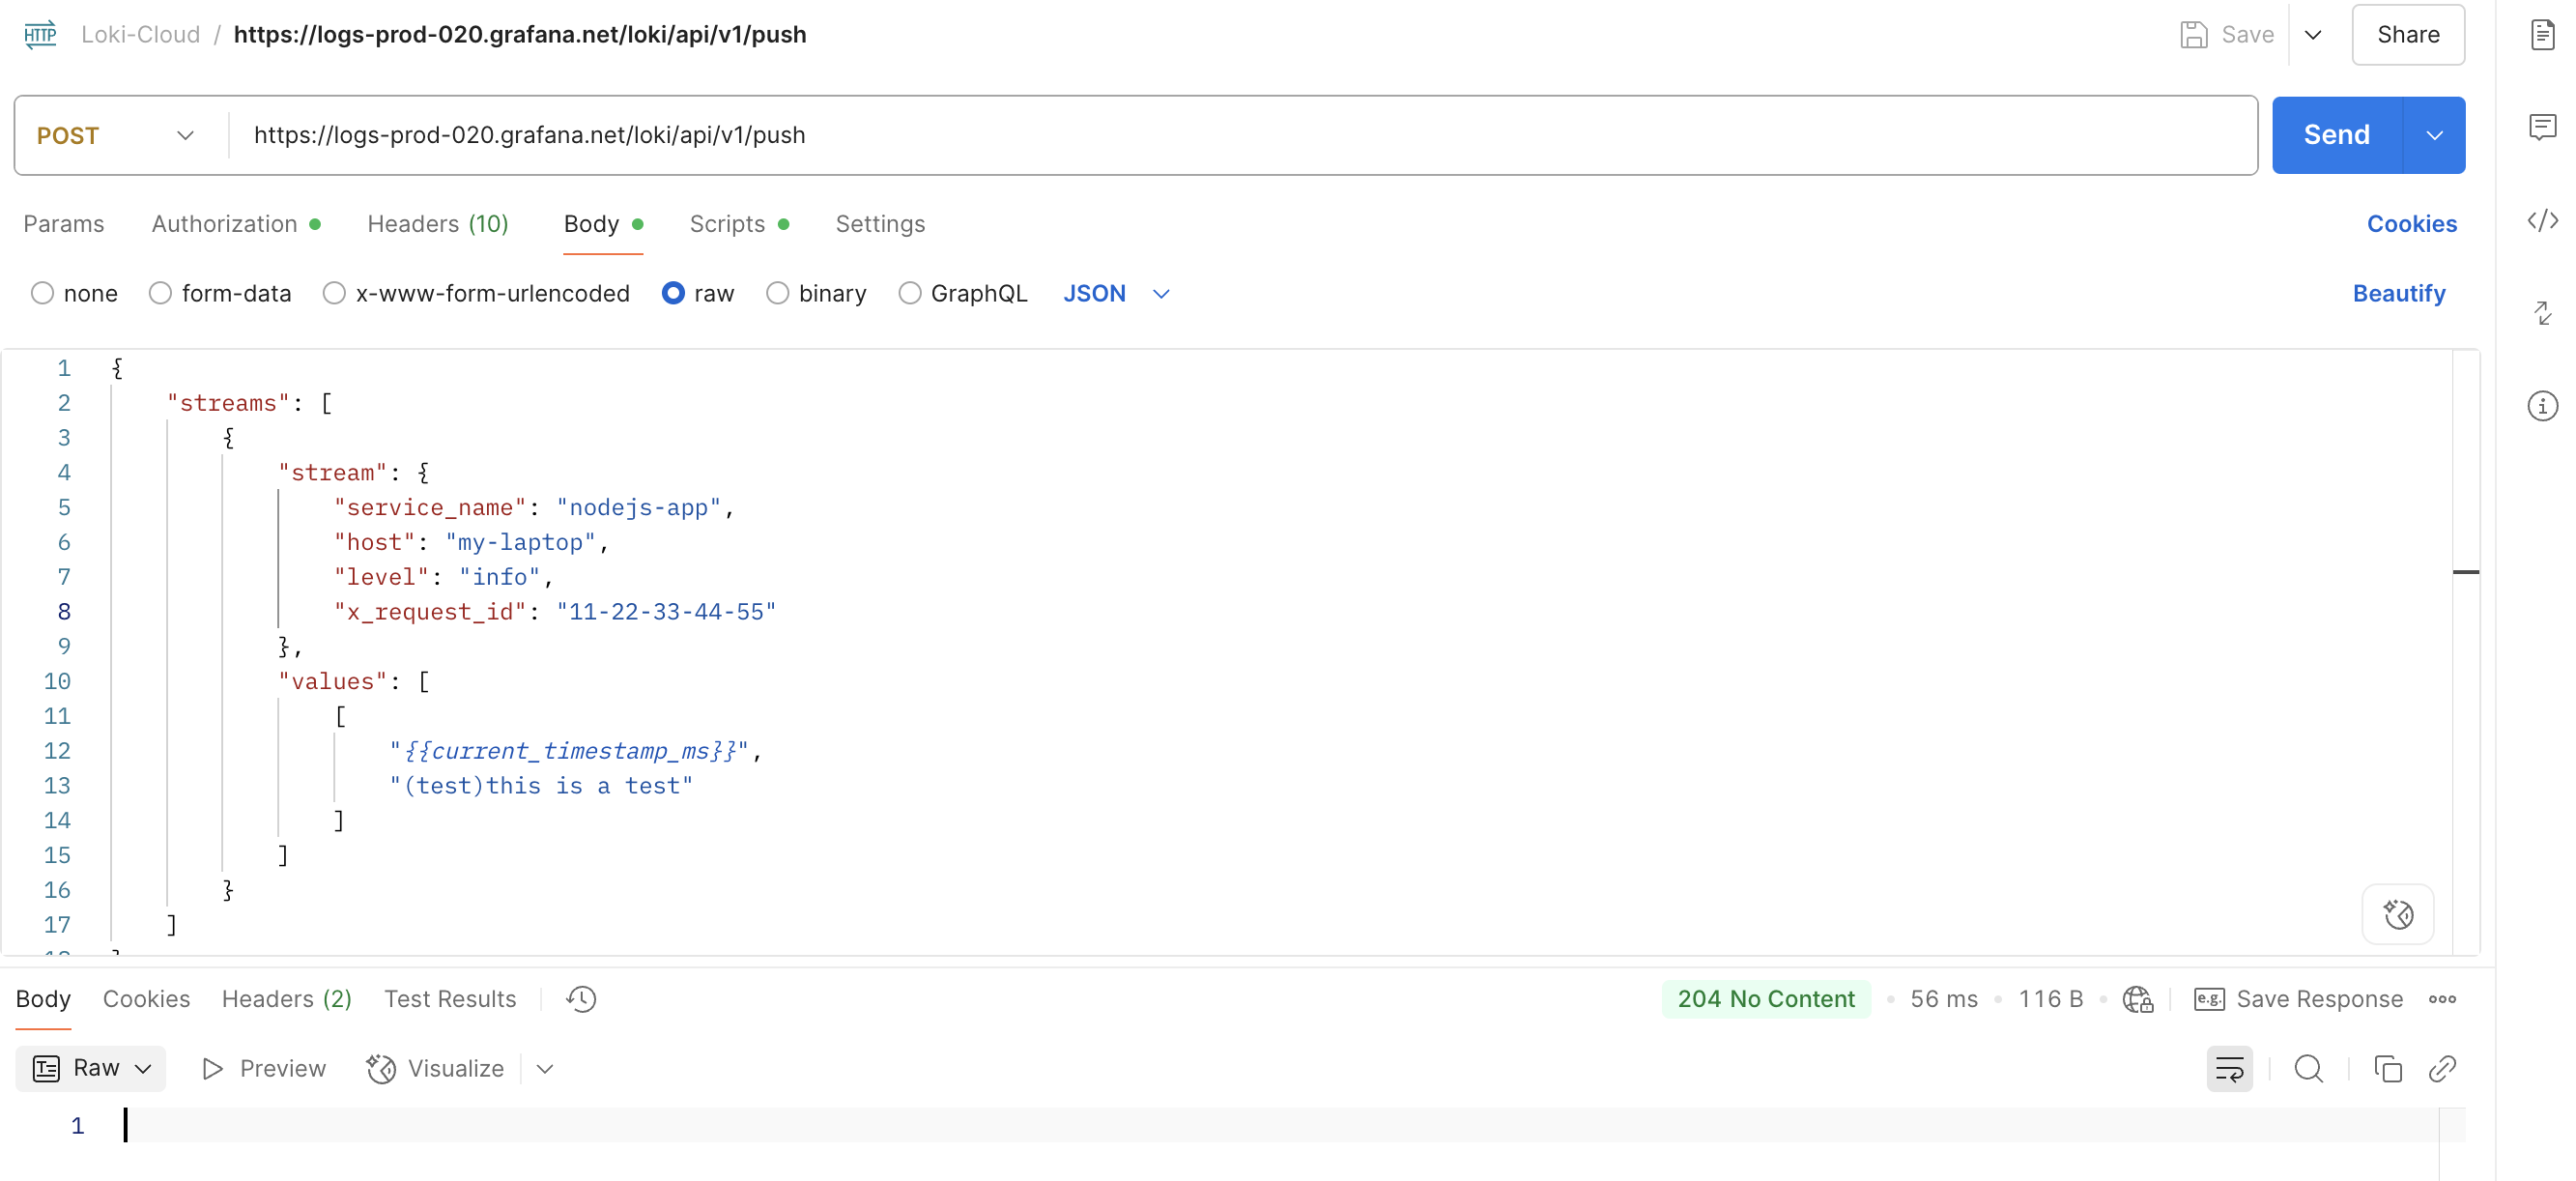 HTTP Loki-Cloud / https://logs-prod-020.grafana.net/loki/api/v1/push Save Share
POST https://logs-prod-020.grafana.net/loki/api/v1/push Send
Params Authorization Headers (10) Body Scripts Settings Cookies
none form-data x-www-form-urlencoded raw binary GraphQL JSON Beautify
1 {
2 "streams": [
3 {
4 "stream": {
5 "service_name": "nodejs-app",
6 "host": "my-laptop",
7 "level": "info",
8 "x_request_id": "11-22-33-44-55"
9 },
10 "values": [
11 [
12 "{{current_timestamp_ms}}",
13 "(test)this is a test"
14 ]
15 ]
16 }
17 ]
Body Cookies Headers (2) Test Results 204 No Content • 56 ms • 116 B • e.g. Save Response
Raw Preview Visualize
1